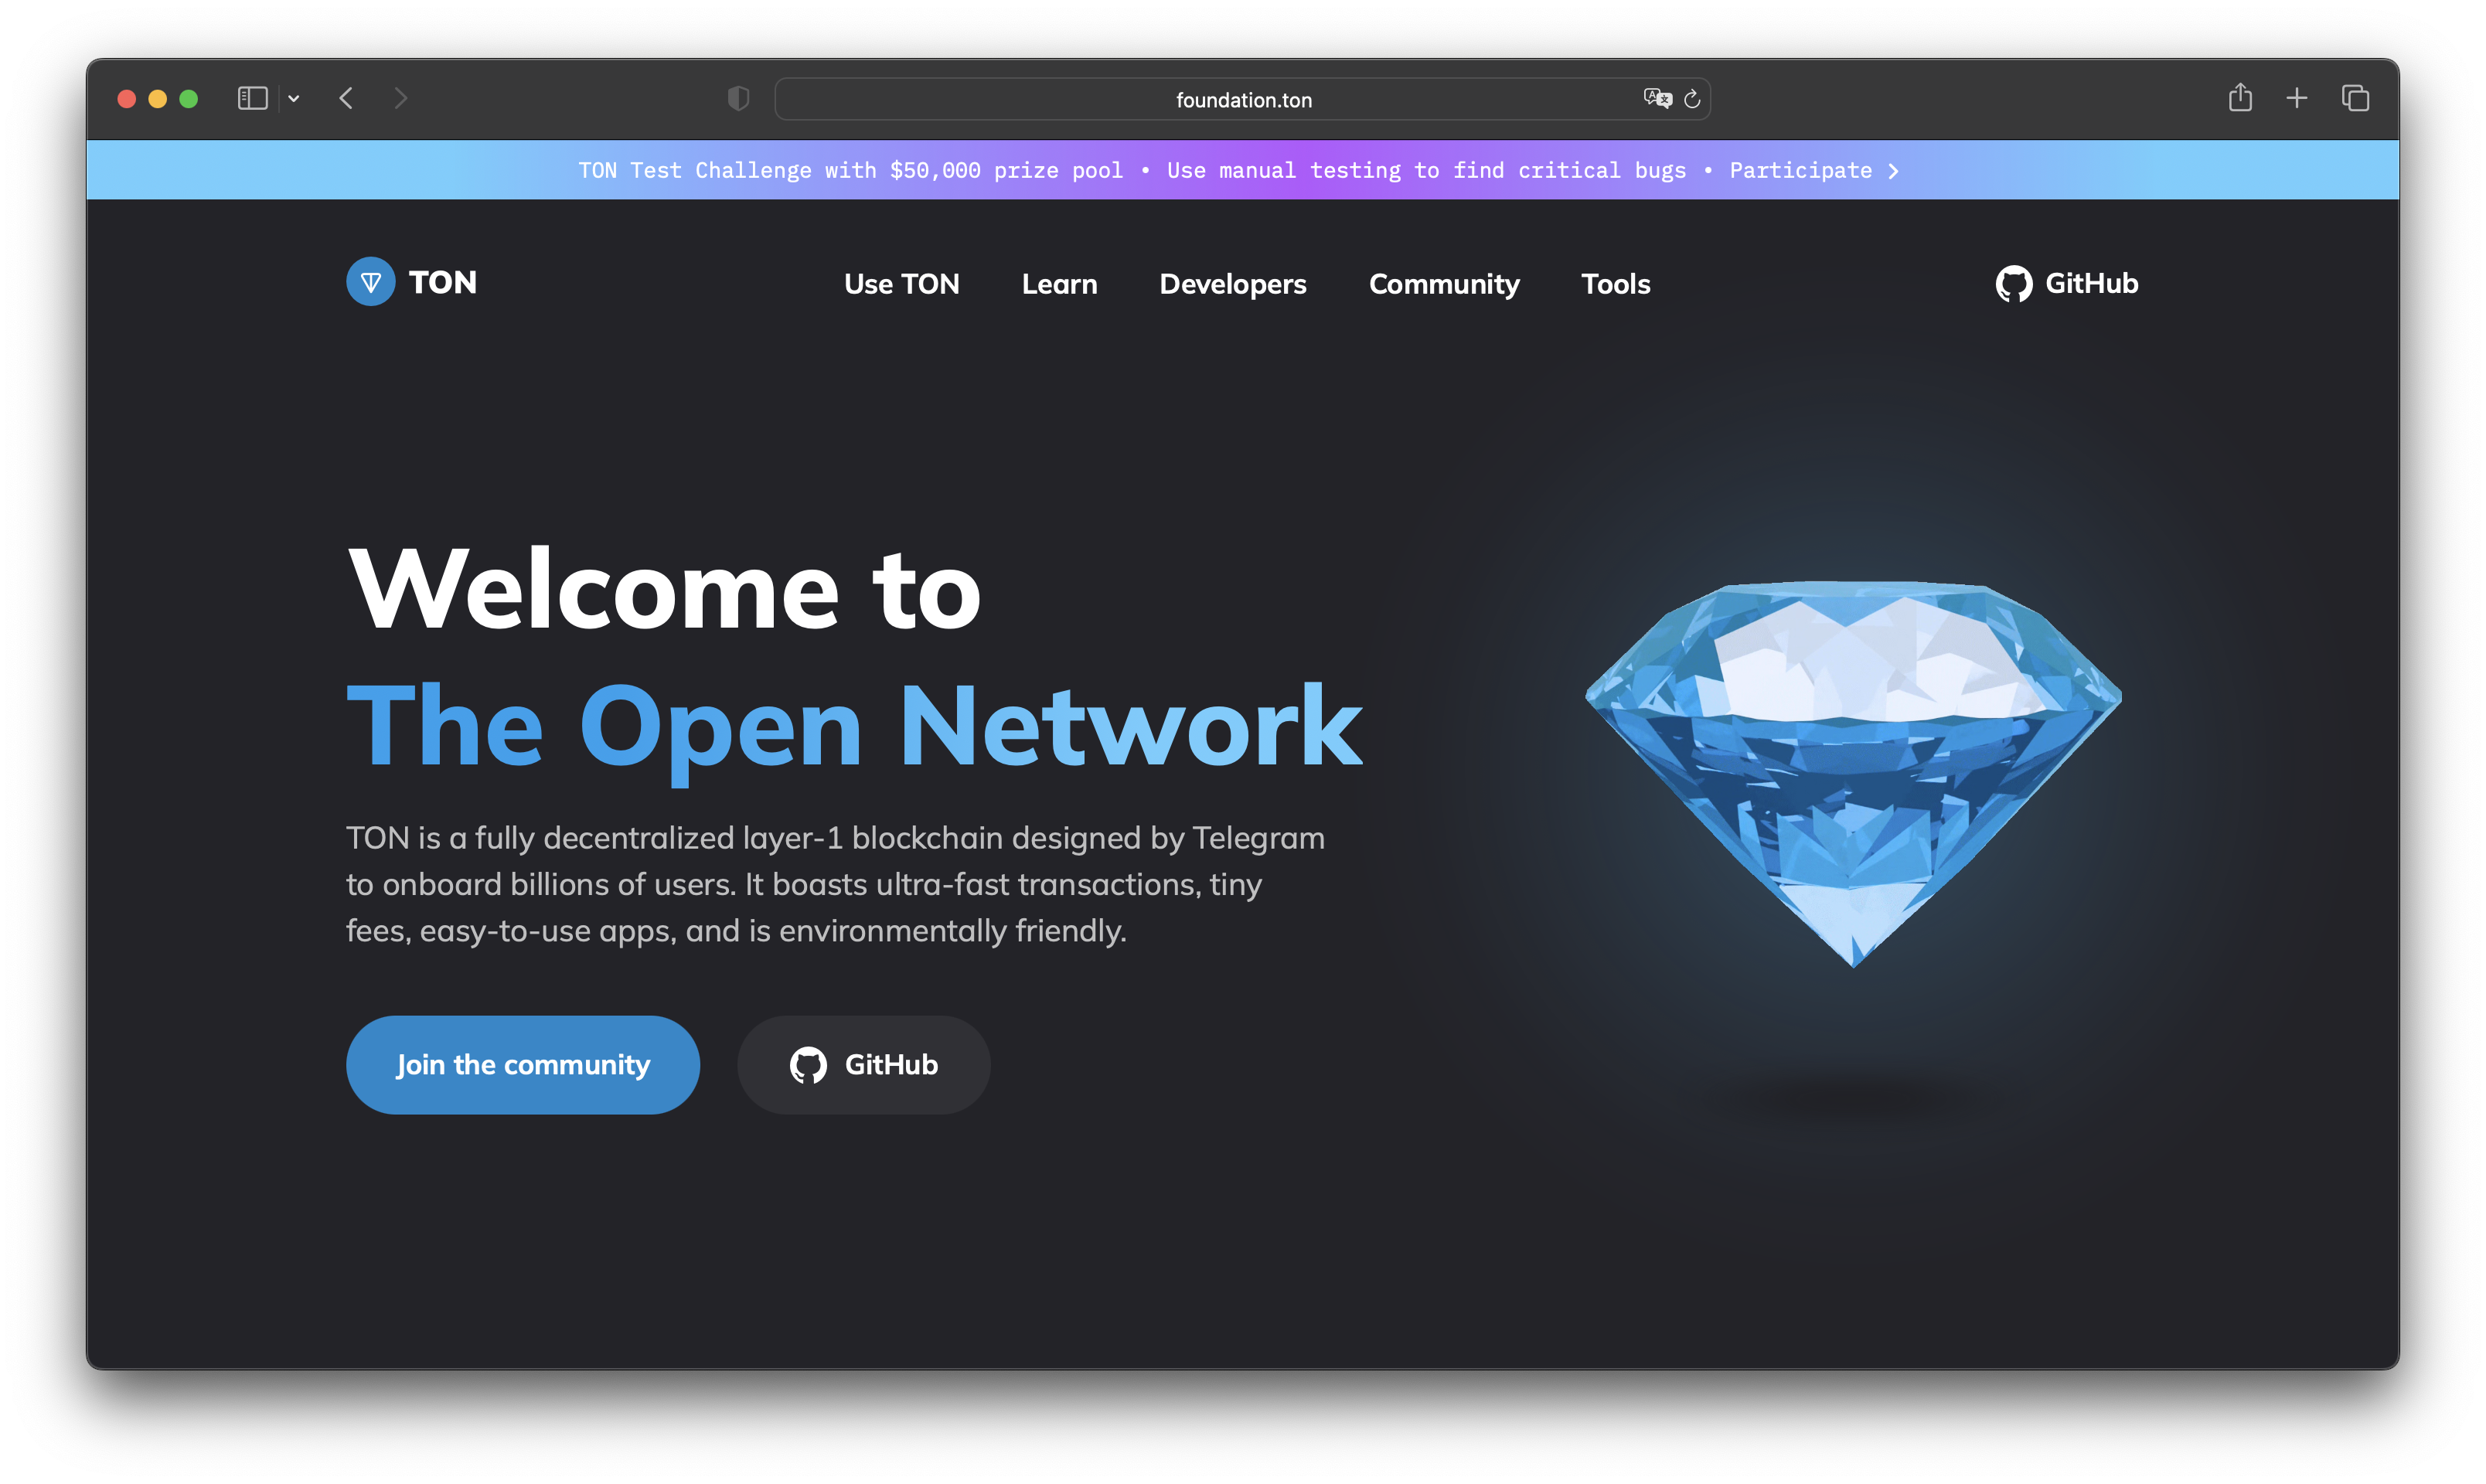 foundation.ton
TON Test Challenge with $50,000 prize pool • Use manual testing to find critical bugs • Participate
TON
Use TON
Learn
Developers
Community
Tools
GitHub
Welcome to
The Open Network
TON is a fully decentralized layer-1 blockchain designed by Telegram
to onboard billions of users. It boasts ultra-fast transactions, tiny
fees, easy-to-use apps, and is environmentally friendly.
Join the community
GitHub